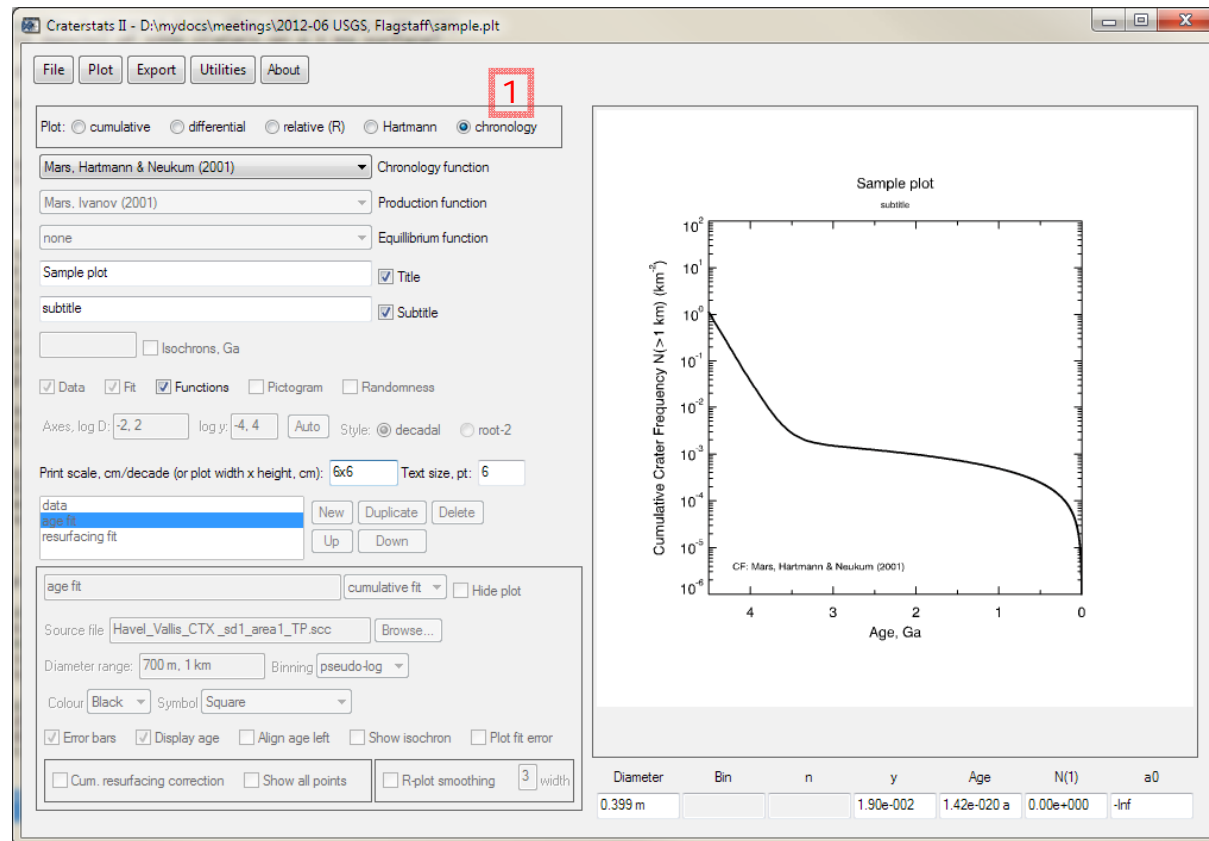 Craterstats II - D:\mydocs\meetings\2012-06 USGS, Flagstaff\sample.plt
File Plot Export Utilities About
1
Plot: cumulative differential relative (R) Hartmann chronology
Mars, Hartmann & Neukum (2001) Chronology function
Mars, Ivanov (2001) Production function
none Equillibrium function
Sample plot Title
subtitle Subtitle
Isochrons, Ga
Data Fit Functions Pictogram Randomness
Axes, log D: -2, 2 log y: -4, 4 Auto Style: decadal root-2
Print scale, cm/decade (or plot width x height, cm): 6x6 Text size, pt: 6
data
age fit
resurfacing fit
New Duplicate Delete
Up Down
age fit cumulative fit Hide plot
Source file Havel_Vallis_CTX _sd1_area1_TP.scc Browse...
Diameter range: 700 m, 1 km Binning pseudo-log
Colour Black Symbol Square
Error bars Display age Align age left Show isochron Plot fit error
Cum. resurfacing correction Show all points R-plot smoothing 3 width
Sample plot
subtitle
Cumulative Crater Frequency N(>1 km) (km⁻²)
10²
10¹
10⁰
10⁻¹
10⁻²
10⁻³
10⁻⁴
10⁻⁵
10⁻⁶
CF: Mars, Hartmann & Neukum (2001)
4 3 2 1 0
Age, Ga
Diameter Bin n y Age N(1) a0
0.399 m 1.90e-002 1.42e-020 a 0.00e+000 -Inf